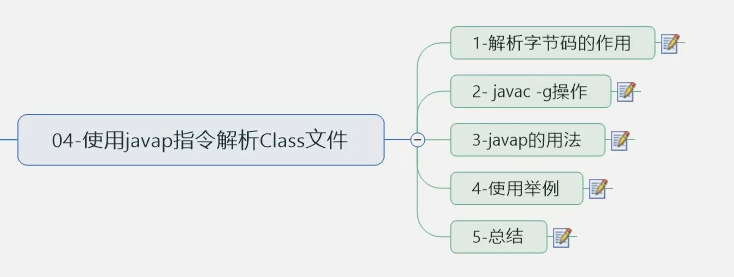 04-使用javap指令解析Class文件
1-解析字节码的作用
2- javac -g操作
3-javap的用法
4-使用举例
5-总结